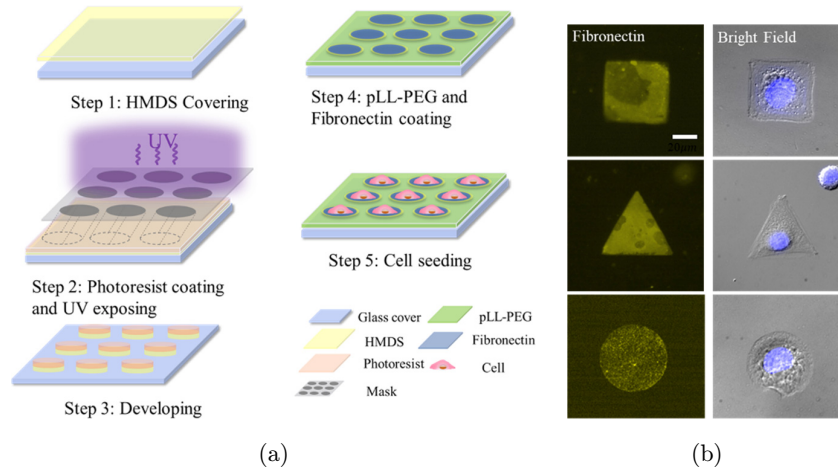 UV
Step 1: HMDS Covering
Step 2: Photoresist coating
and UV exposing
Step 3: Developing
Step 4: pLL-PEG and
Fibronectin coating
Step 5: Cell seeding
Glass cover
pLL-PEG
HMDS
Fibronectin
Photoresist
Cell
Mask
(a)
Fibronectin
Bright Field
20μm
(b)